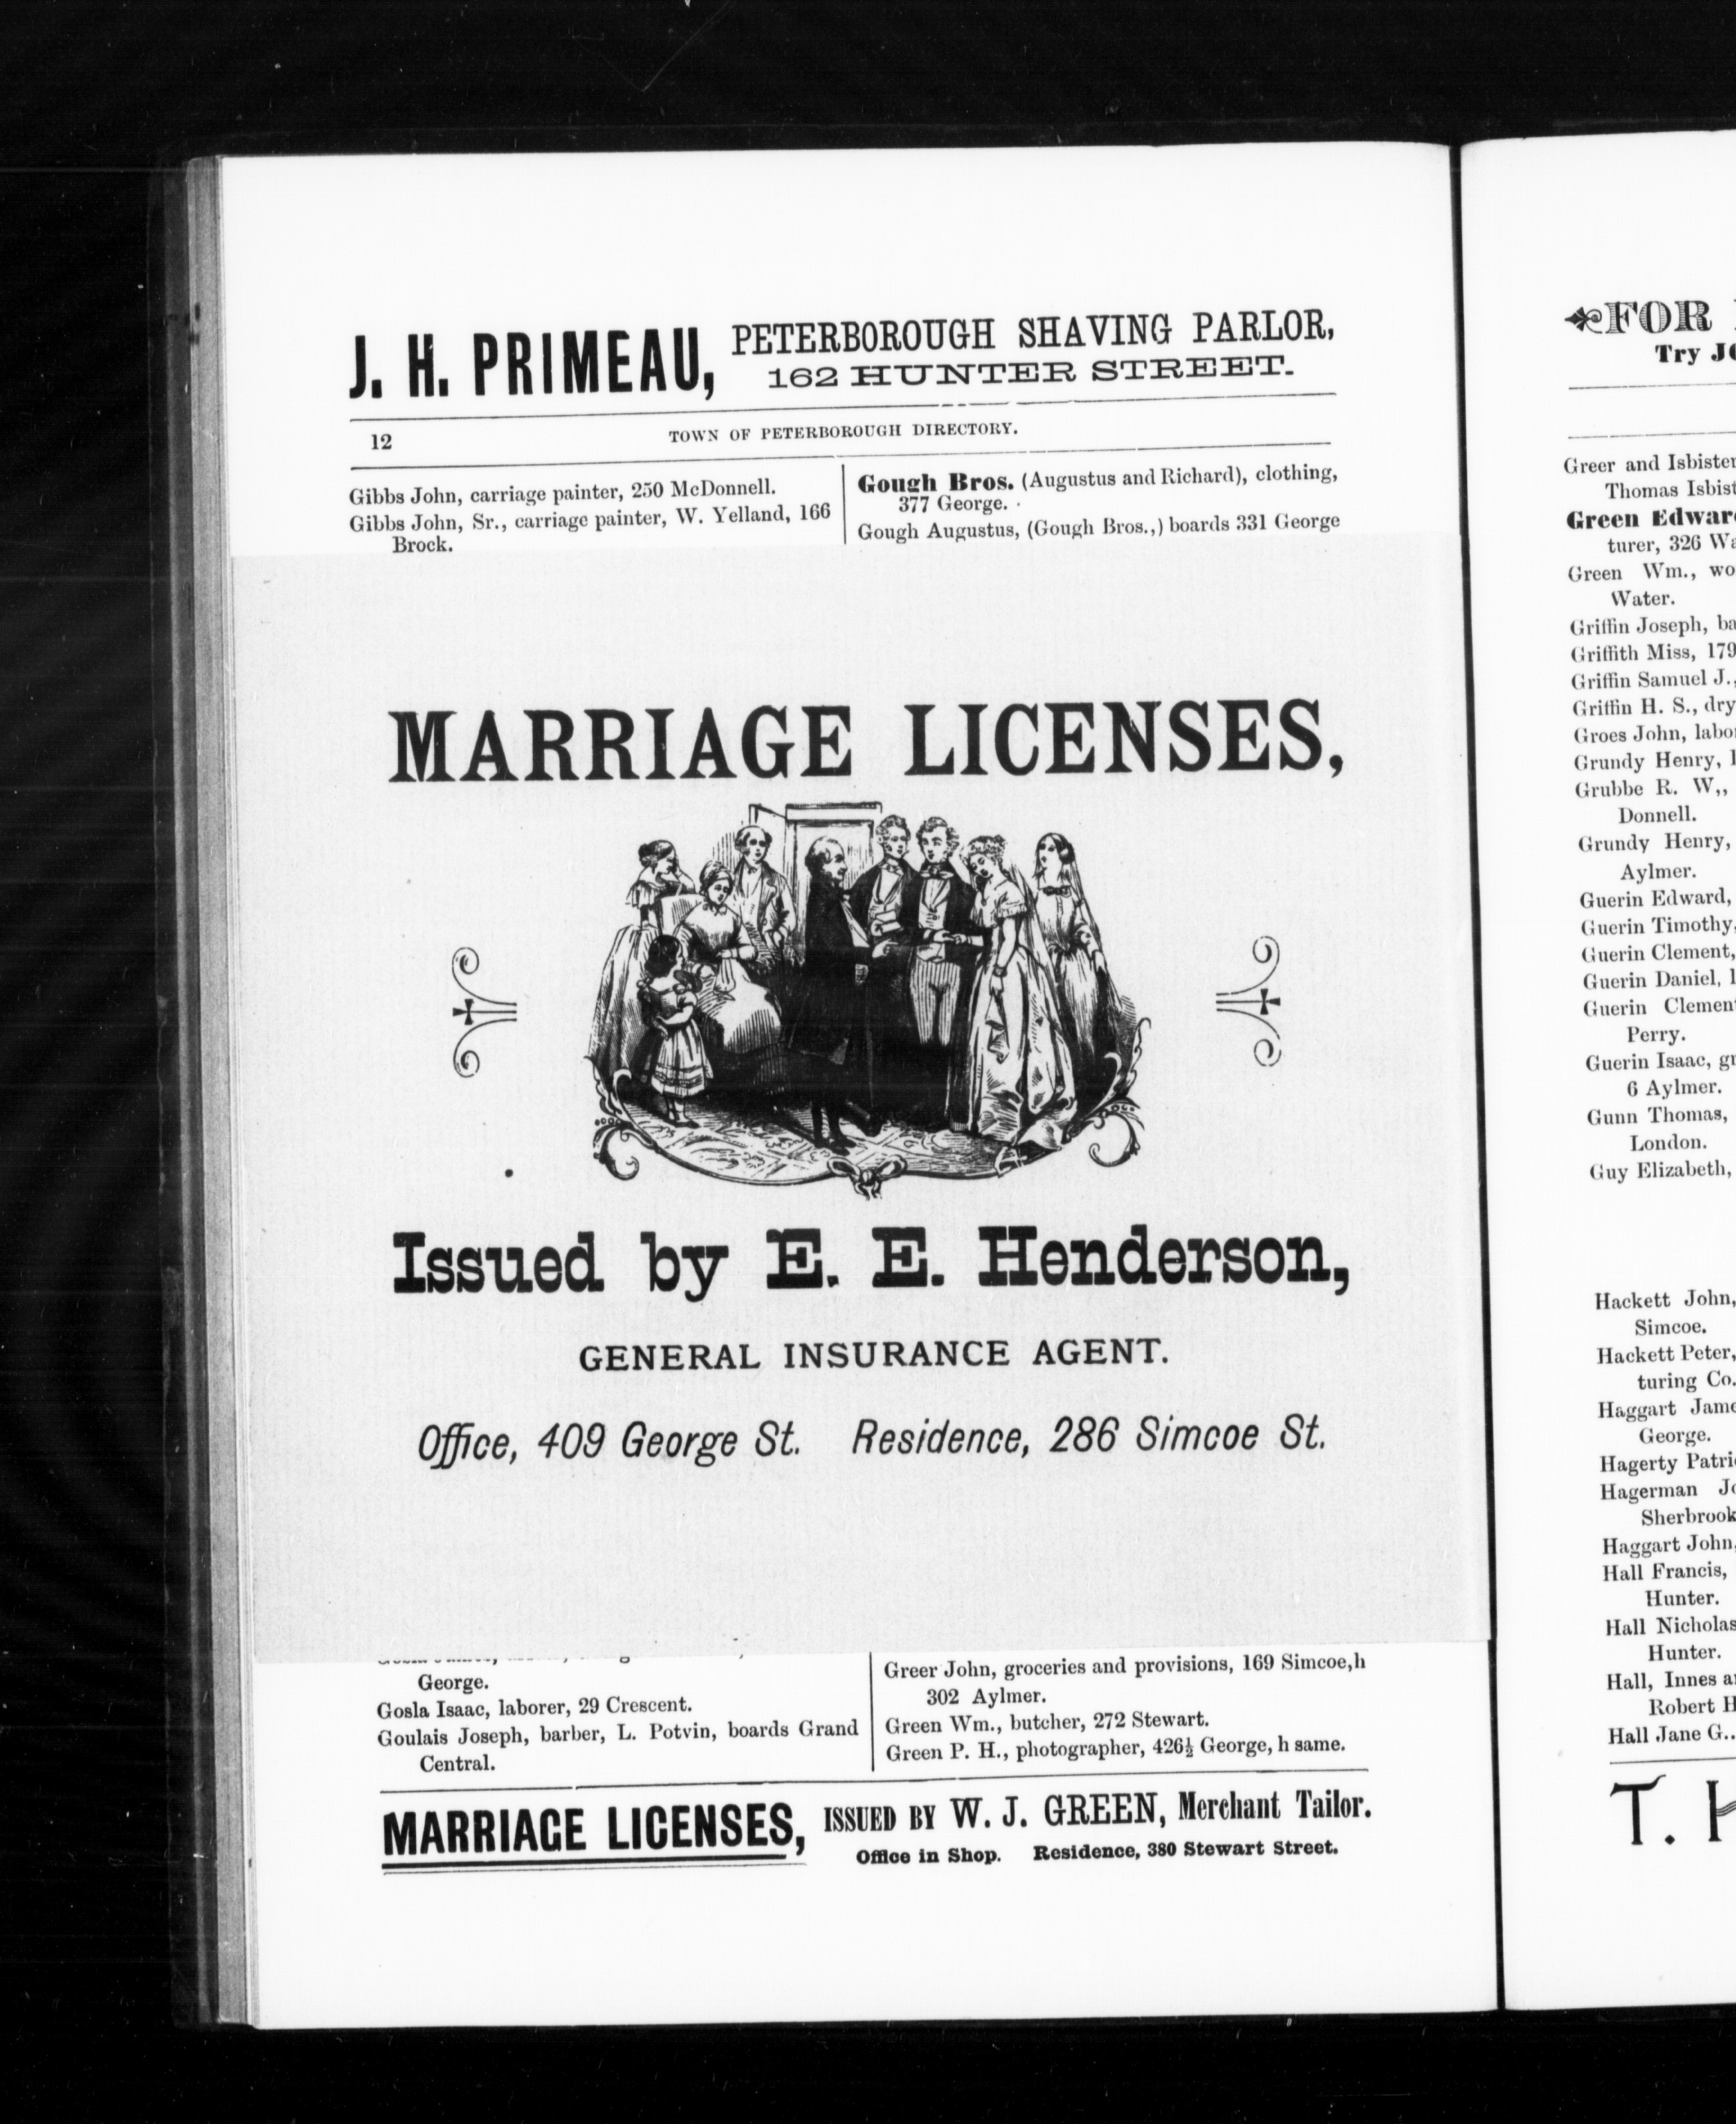 J. H. PRIMEAU, PETERBOROUGH SHAVING PARLOR,
162 HUNTER STREET.
12 TOWN OF PETERBOROUGH DIRECTORY.
Gibbs John, carriage painter, 250 McDonnell.
Gibbs John, Sr., carriage painter, W. Yelland, 166
Brock.
Gough Bros. (Augustus and Richard), clothing,
377 George.
Gough Augustus, (Gough Bros.,) boards 331 George
MARRIAGE LICENSES,
Issued by E. E. Henderson,
GENERAL INSURANCE AGENT.
Office, 409 George St. Residence, 286 Simcoe St.
George.
Gosla Isaac, laborer, 29 Crescent.
Goulais Joseph, barber, L. Potvin, boards Grand
Central.
Greer John, groceries and provisions, 169 Simcoe,h
302 Aylmer.
Green Wm., butcher, 272 Stewart.
Green P. H., photographer, 426½ George, h same.
MARRIAGE LICENSES, ISSUED BY W. J. GREEN, Merchant Tailor.
Office in Shop. Residence, 380 Stewart Street.
FOR
Try
Greer and Isbister
Thomas
Green Edward
turer, 326
Green Wm.,
Water.
Griffin Joseph,
Griffith Miss, 179
Griffin Samuel J.,
Griffin H. S., dry
Groes John,
Grundy Henry,
Grubbe R. W,,
Donnell.
Grundy Henry,
Aylmer.
Guerin Edward,
Guerin Timothy,
Guerin Clement,
Guerin Daniel,
Guerin Clement
Perry.
Guerin Isaac,
6 Aylmer.
Gunn Thomas,
London.
Guy Elizabeth,
Hackett John,
Simcoe.
Hackett Peter,
turing Co.
Haggart
George.
Hagerty
Hagerman
Haggart John,
Hall Francis,
Hunter.
Hall Nicholas
Hunter.
Hall, Innes
Robert
Hall Jane G..
T.